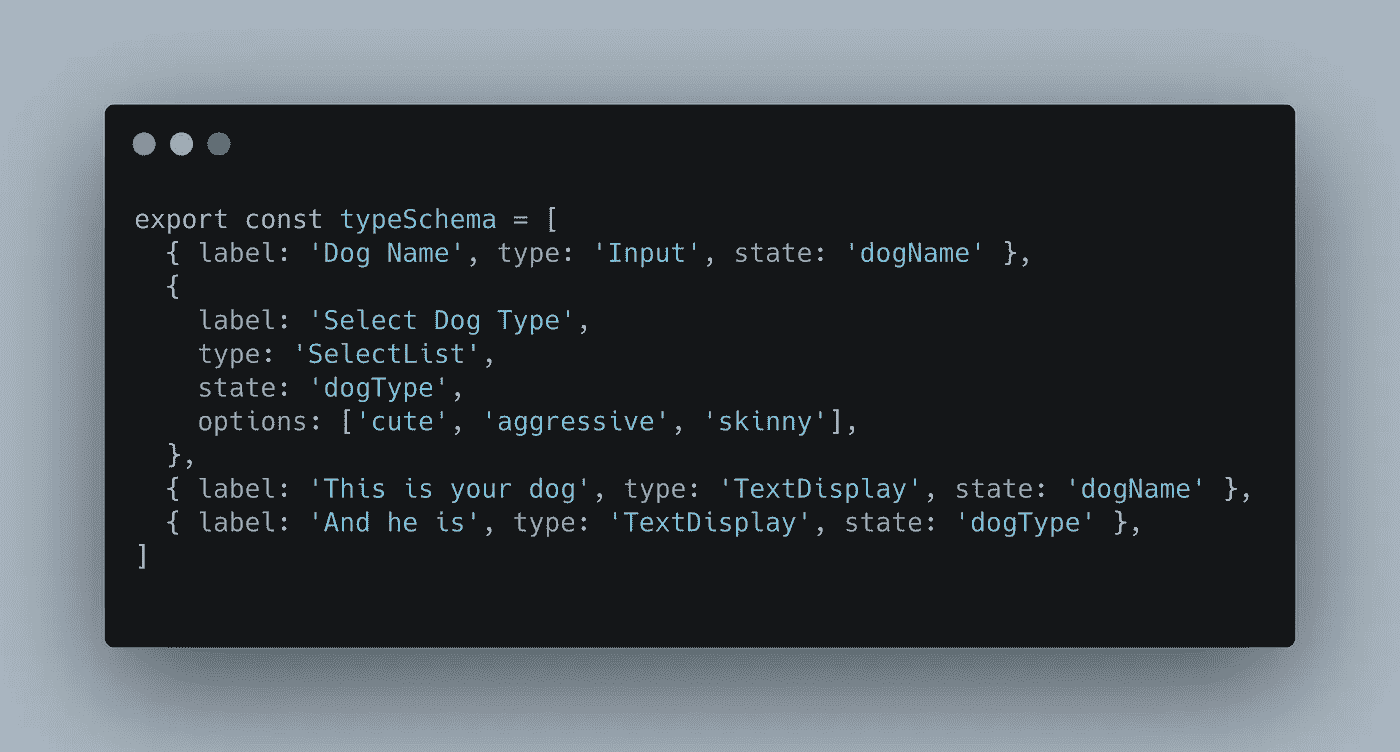 export const typeSchema = [
  { label: 'Dog Name', type: 'Input', state: 'dogName' },
  {
    label: 'Select Dog Type',
    type: 'SelectList',
    state: 'dogType',
    options: ['cute', 'aggressive', 'skinny'],
  },
  { label: 'This is your dog', type: 'TextDisplay', state: 'dogName' },
  { label: 'And he is', type: 'TextDisplay', state: 'dogType' },
]